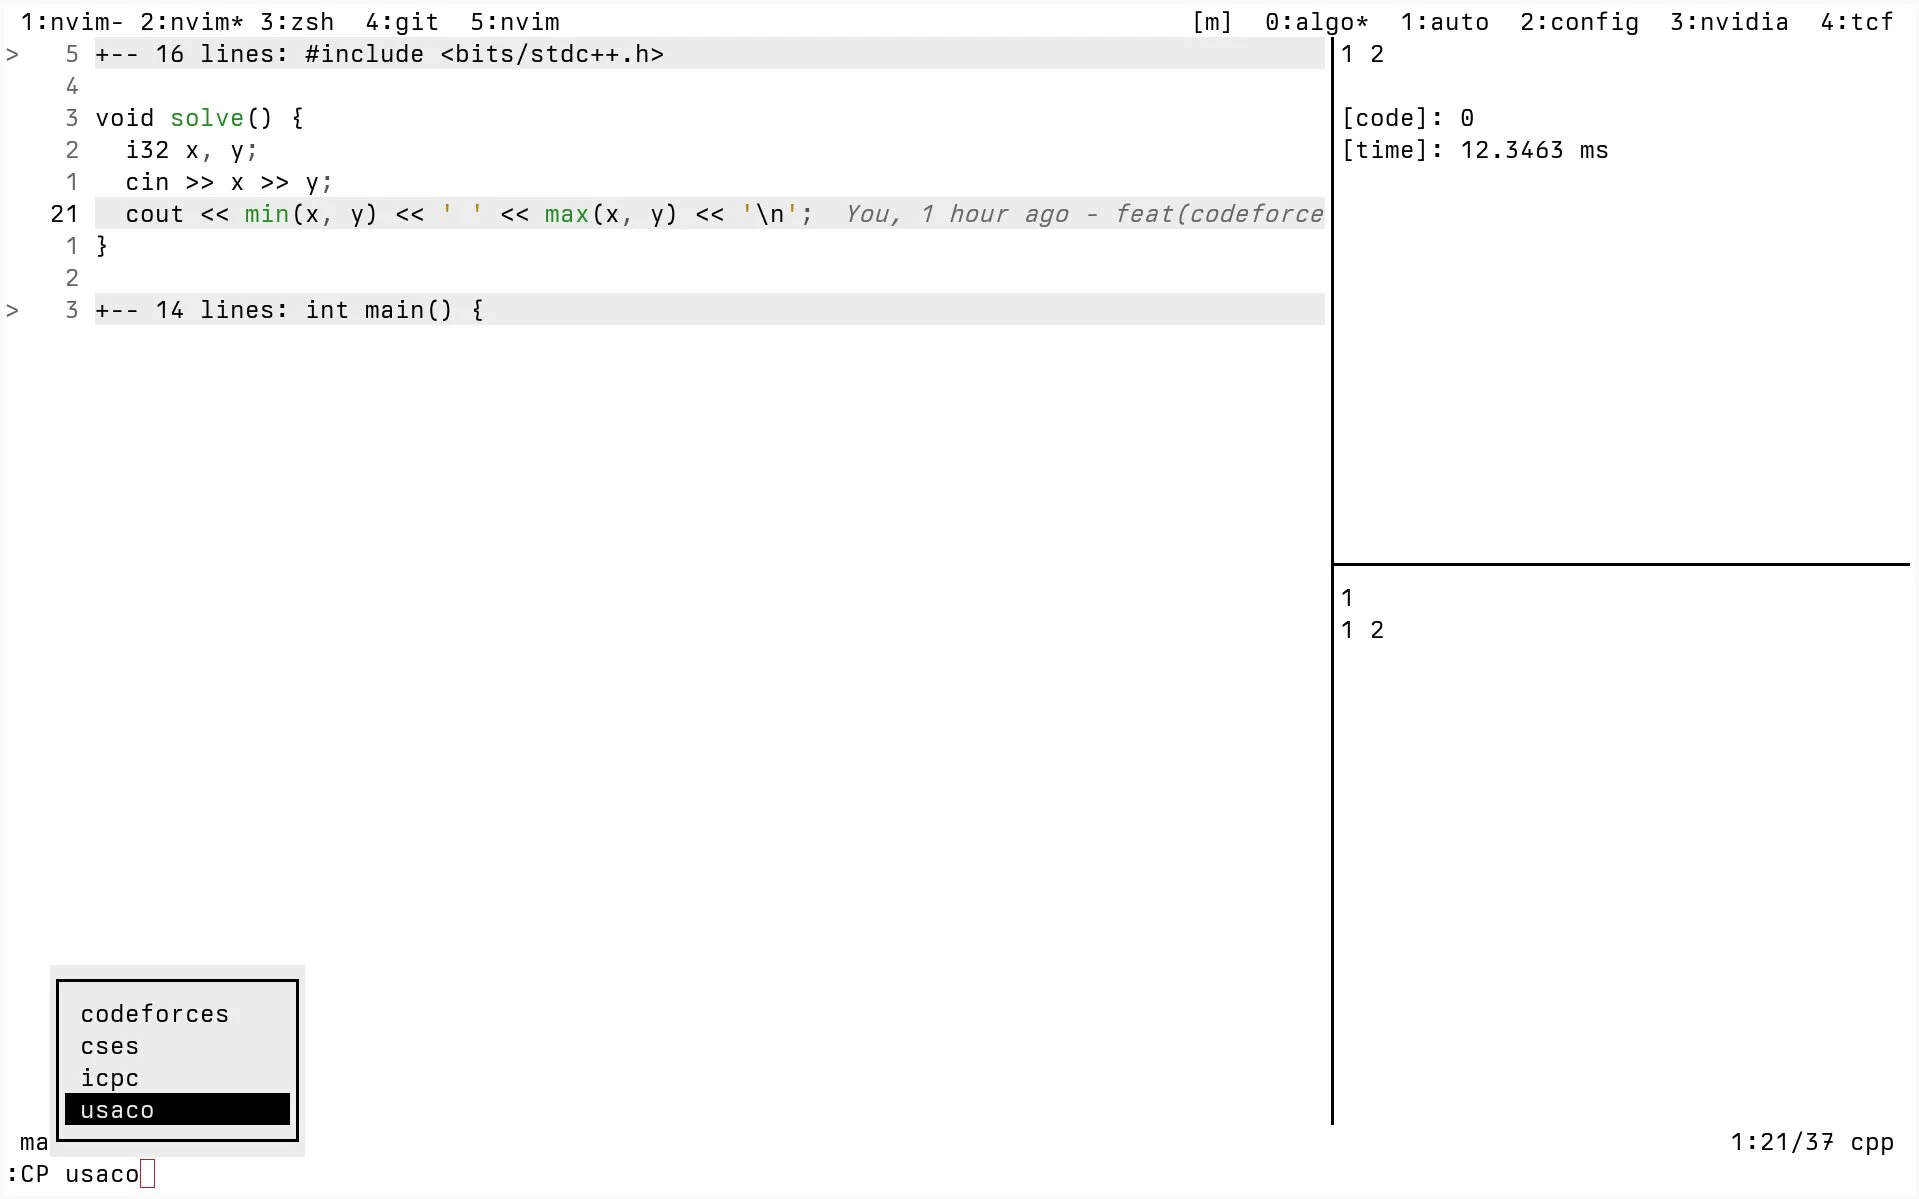 1:nvim- 2:nvim* 3:zsh 4:git 5:nvim [m] 0:algo* 1:auto 2:config 3:nvidia 4:tcf
> 5 +-- 16 lines: #include <bits/stdc++.h>
4
3 void solve() {
2 i32 x, y;
1 cin >> x >> y;
21 cout << min(x, y) << ' ' << max(x, y) << '\n'; You, 1 hour ago - feat(codeforce
1 }
2
> 3 +-- 14 lines: int main() {
1 2
[code]: 0
[time]: 12.3463 ms
1
1 2
codeforces
cses
icpc
usaco
ma 1:21/37 cpp
:CP usaco